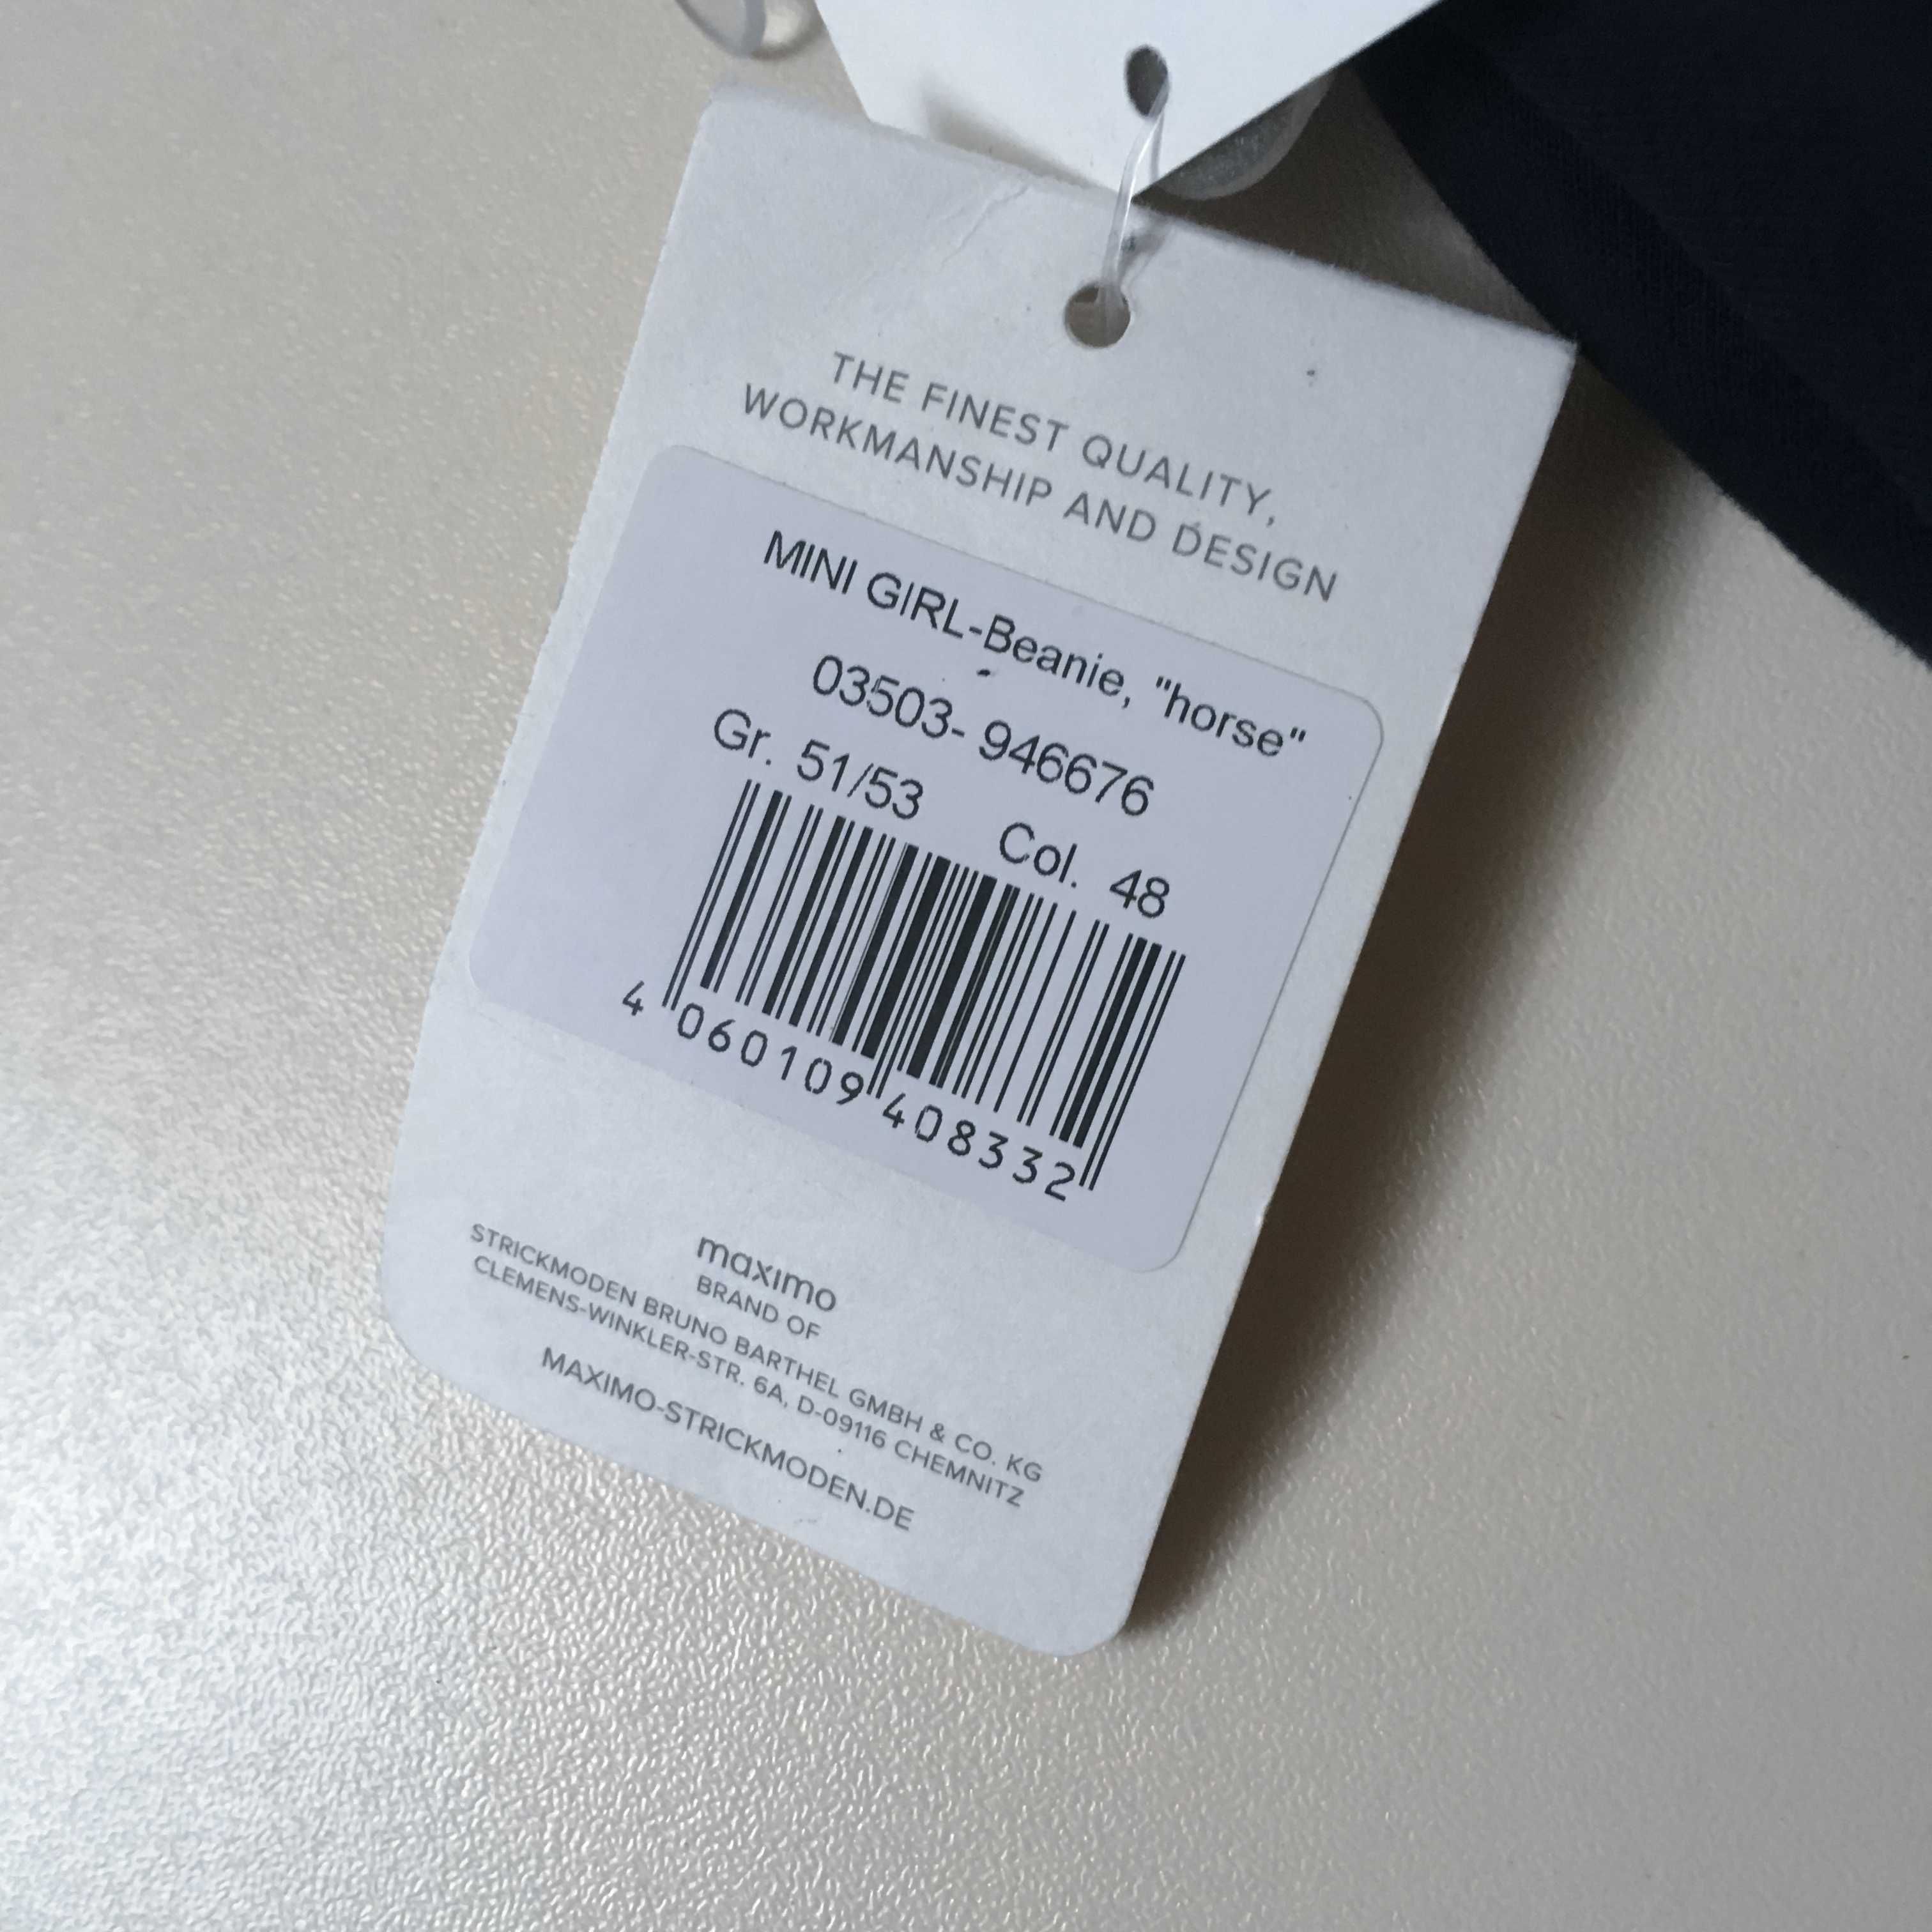 THE FINEST QUALITY,
WORKMANSHIP AND DESIGN
MINI GIRL-Beanie, "horse"
03503- 946676
Gr. 51/53 Col. 48
4 060109 408332
maximo
BRAND OF
STRICKMODEN BRUNO BARTHEL GMBH & CO. KG
CLEMENS-WINKLER-STR. 6A, D-09116 CHEMNITZ
MAXIMO-STRICKMODEN.DE